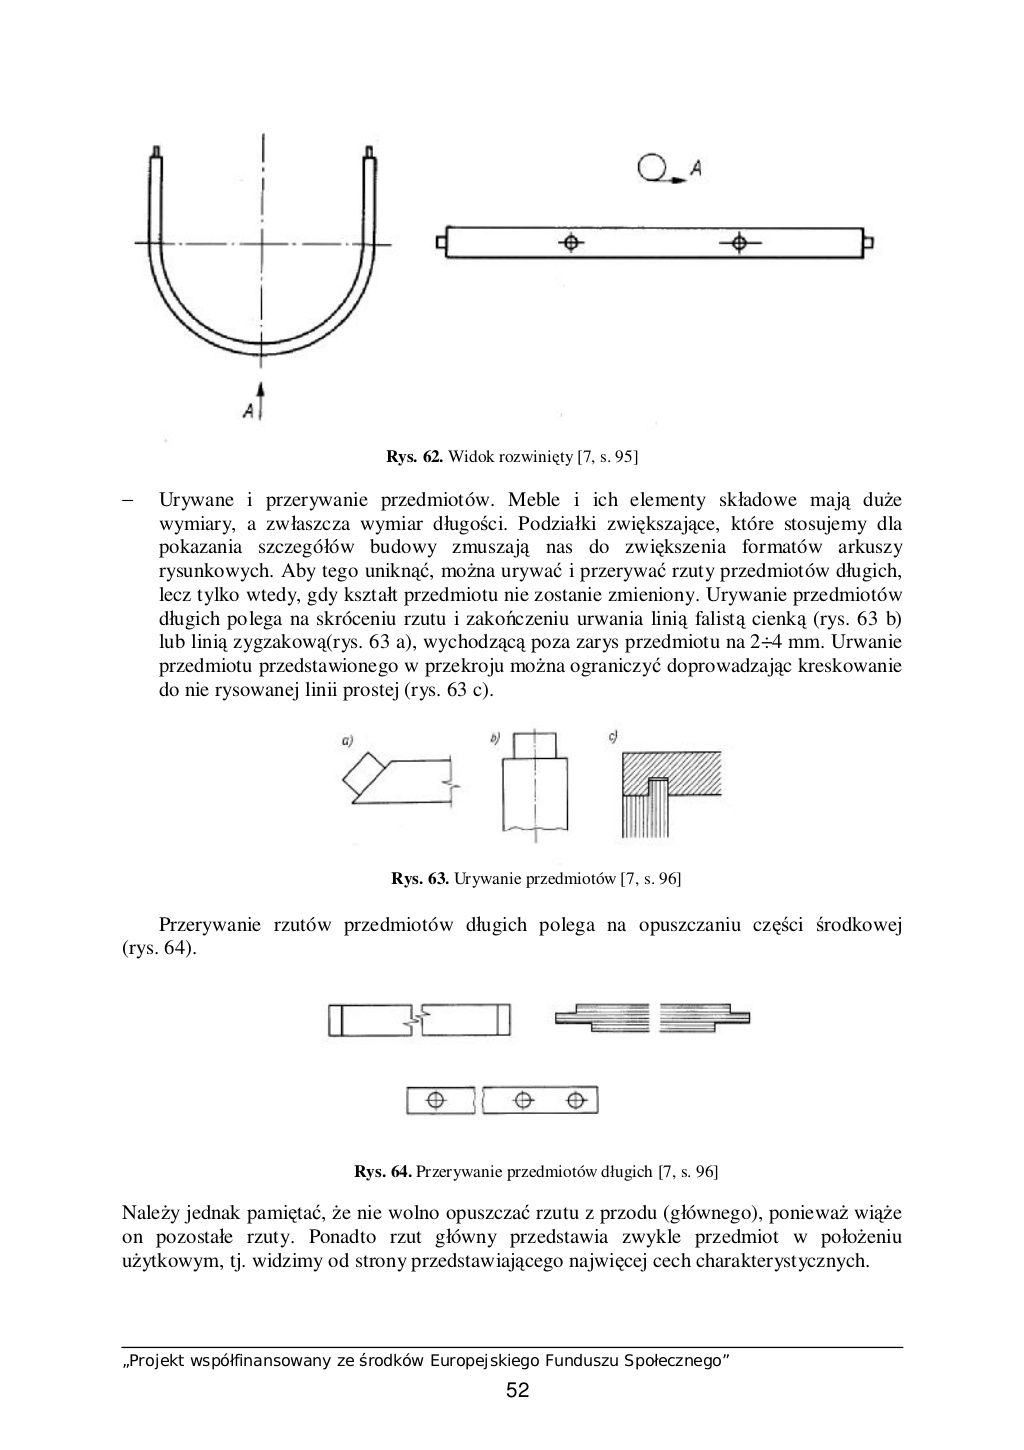 A
A
Rys. 62. Widok rozwinięty [7, s. 95]
– Urywane i przerywanie przedmiotów. Meble i ich elementy składowe mają duże
wymiary, a zwłaszcza wymiar długości. Podziałki zwiększające, które stosujemy dla
pokazania szczegółów budowy zmuszają nas do zwiększenia formatów arkuszy
rysunkowych. Aby tego uniknąć, można urywać i przerywać rzuty przedmiotów długich,
lecz tylko wtedy, gdy kształt przedmiotu nie zostanie zmieniony. Urywanie przedmiotów
długich polega na skróceniu rzutu i zakończeniu urwania linią falistą cienką (rys. 63 b)
lub linią zygzakową(rys. 63 a), wychodzącą poza zarys przedmiotu na 2÷4 mm. Urwanie
przedmiotu przedstawionego w przekroju można ograniczyć doprowadzając kreskowanie
do nie rysowanej linii prostej (rys. 63 c).
a) b) c)
Rys. 63. Urywanie przedmiotów [7, s. 96]
Przerywanie rzutów przedmiotów długich polega na opuszczaniu części środkowej
(rys. 64).
Rys. 64. Przerywanie przedmiotów długich [7, s. 96]
Należy jednak pamiętać, że nie wolno opuszczać rzutu z przodu (głównego), ponieważ wiąże
on pozostałe rzuty. Ponadto rzut główny przedstawia zwykle przedmiot w położeniu
użytkowym, tj. widzimy od strony przedstawiającego najwięcej cech charakterystycznych.
„Projekt współfinansowany ze środków Europejskiego Funduszu Społecznego”
52